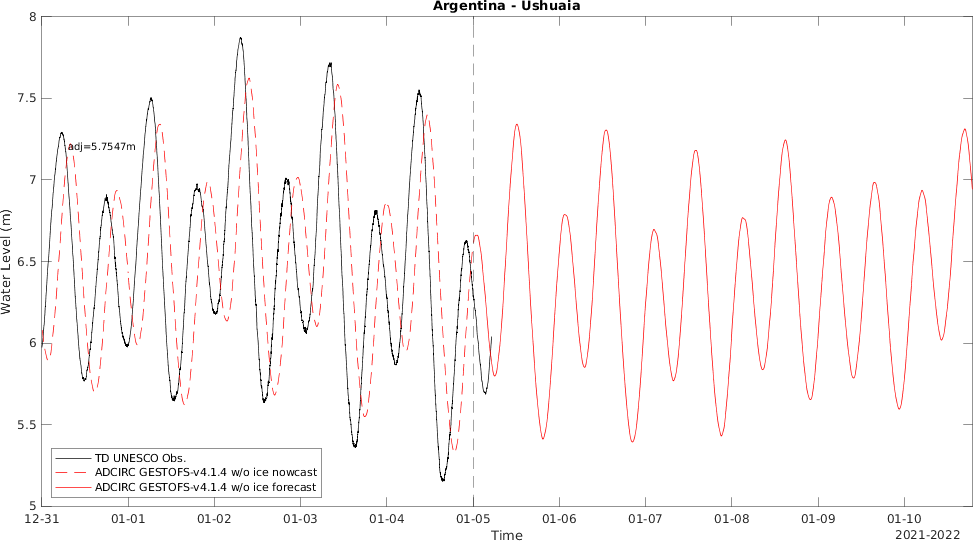 Argentina - Ushuaia
8
7.5
7
6.5
6
5.5
5
Water Level (m)
adj=5.7547m
TD UNESCO Obs.
ADCIRC GESTOFS-v4.1.4 w/o ice nowcast
ADCIRC GESTOFS-v4.1.4 w/o ice forecast
12-31 01-01 01-02 01-03 01-04 01-05 01-06 01-07 01-08 01-09 01-10
Time
2021-2022